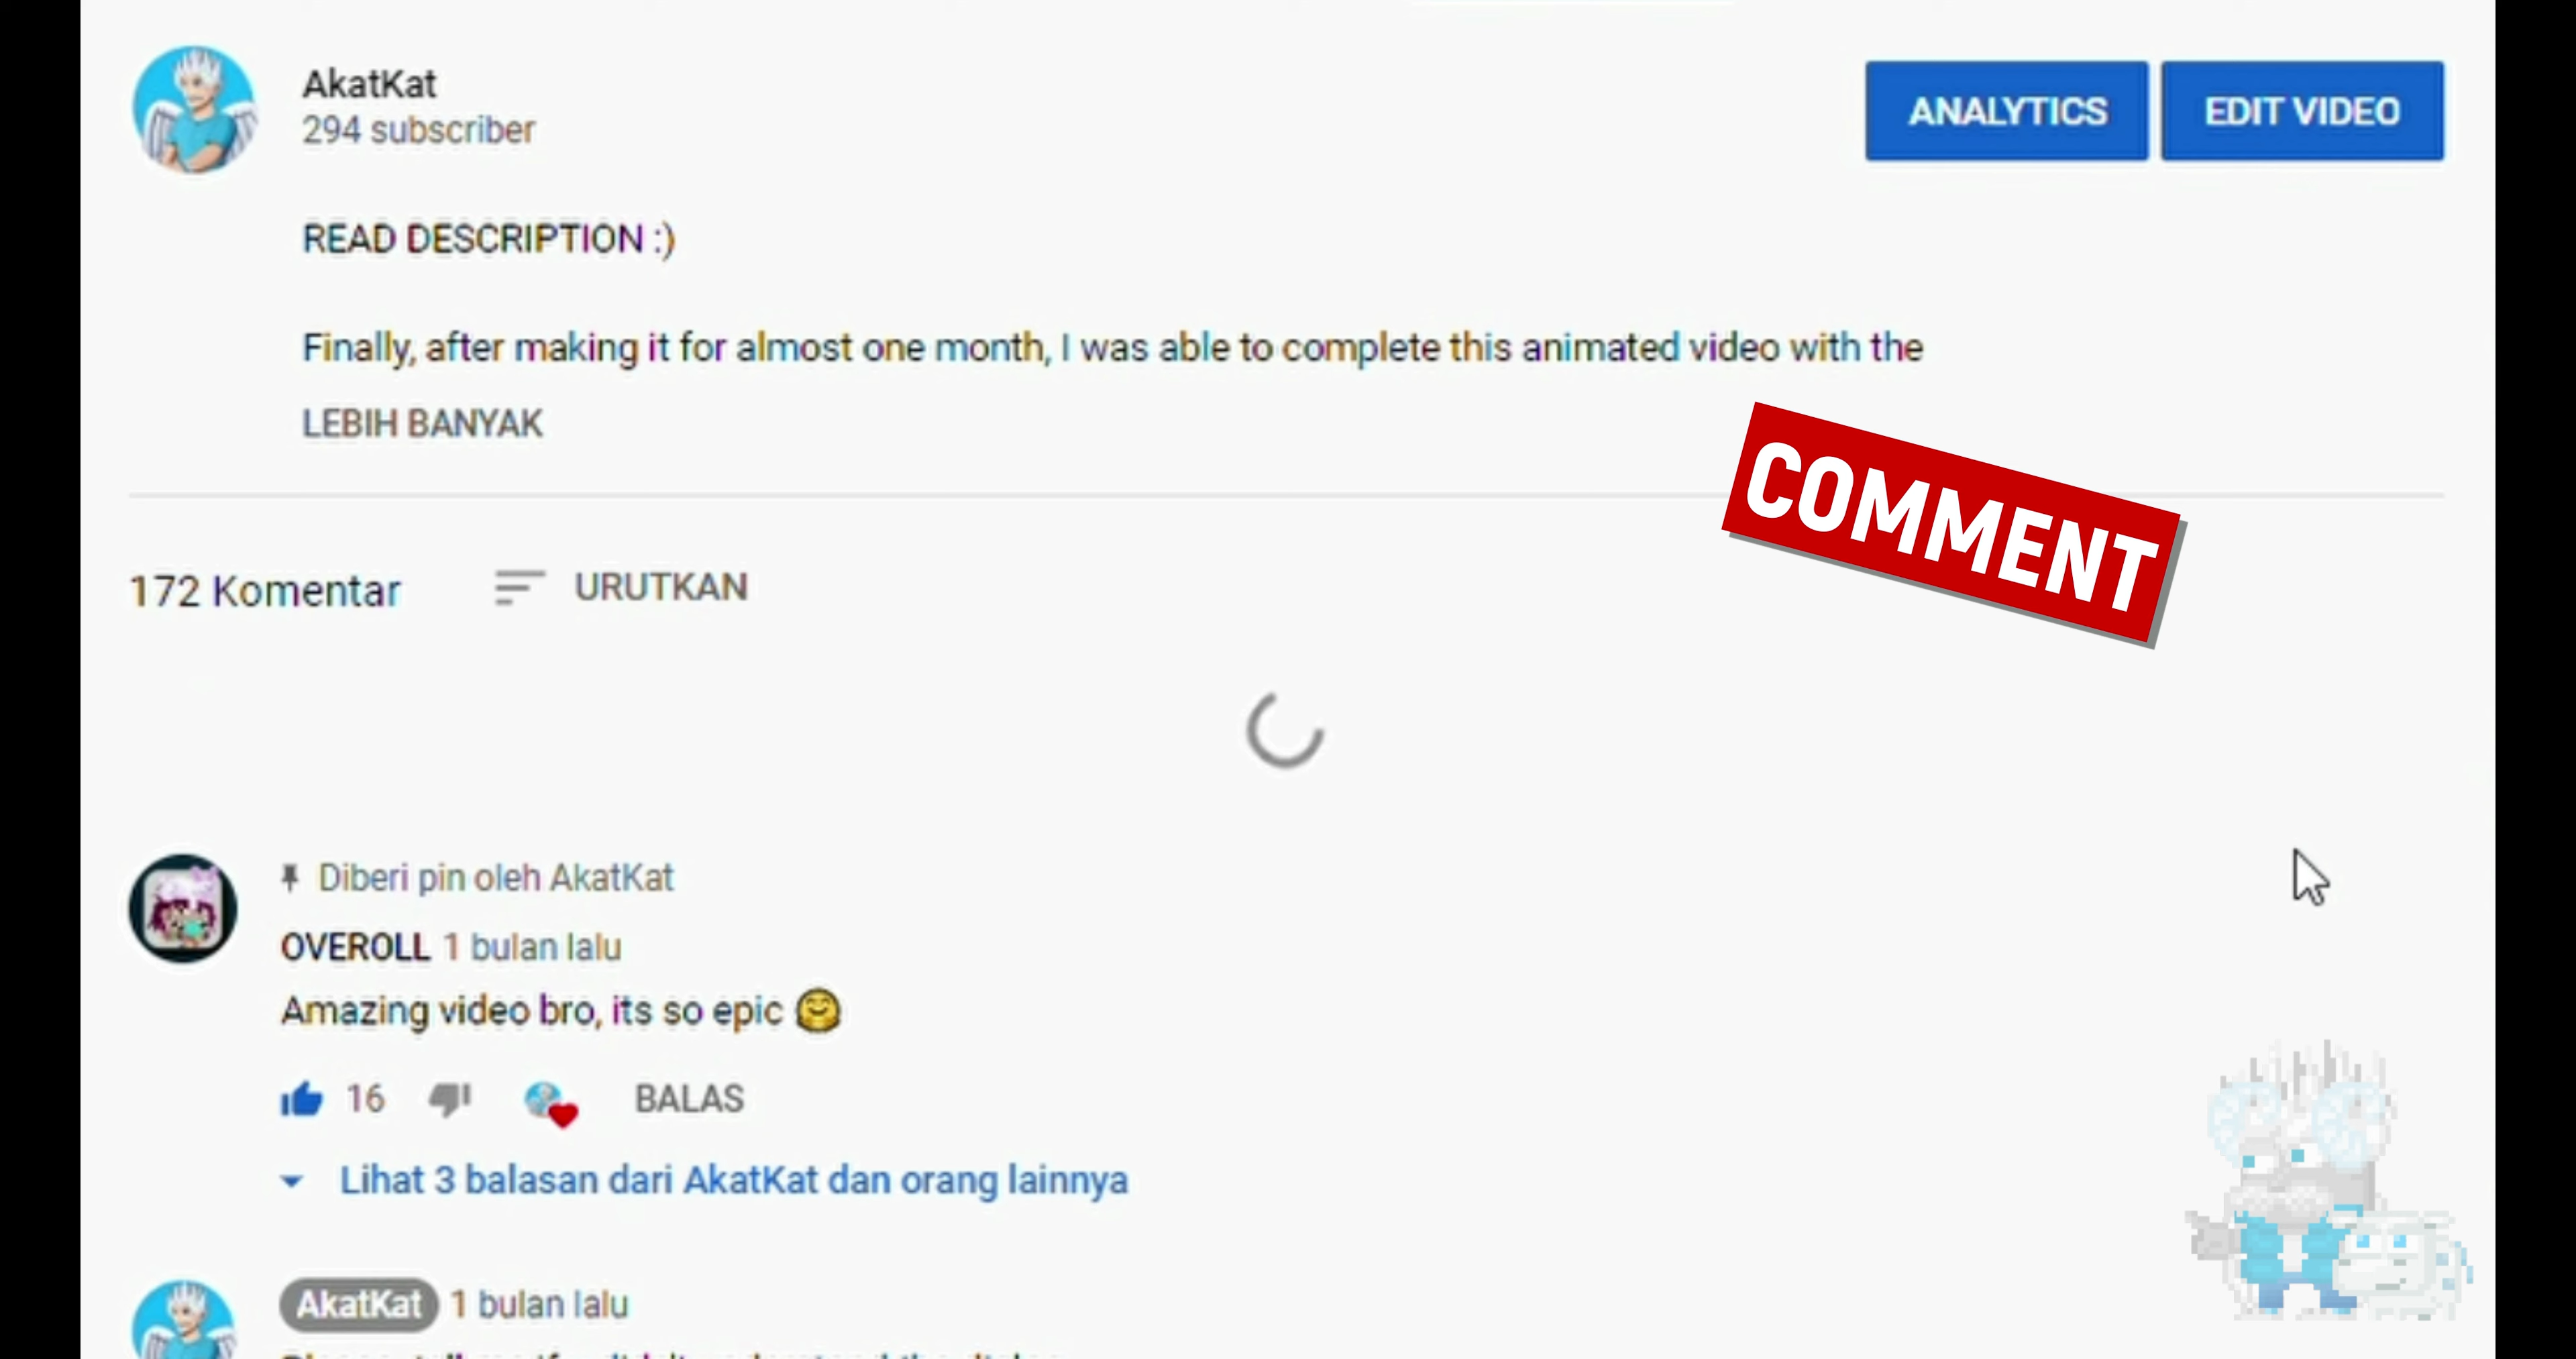 AkatKat
294 subscriber
ANALYTICS
EDIT VIDEO
READ DESCRIPTION :)
Finally, after making it for almost one month, I was able to complete this animated video with the
LEBIH BANYAK
COMMENT
172 Komentar
URUTKAN
Diberi pin oleh AkatKat
OVEROLL 1 bulan lalu
Amazing video bro, its so epic 🤗
16
BALAS
Lihat 3 balasan dari AkatKat dan orang lainnya
AkatKat 1 bulan lalu